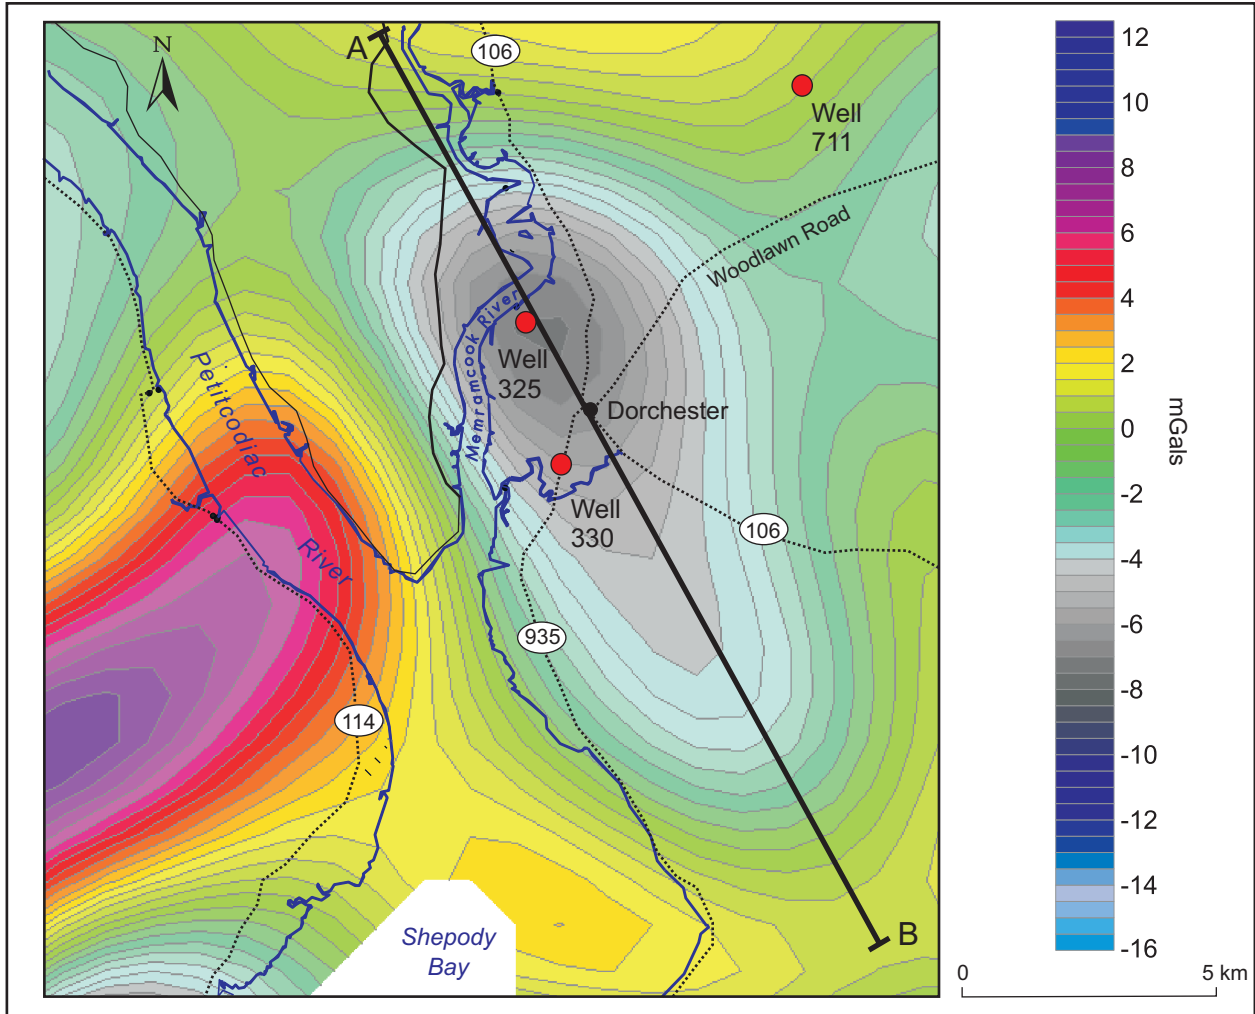 N
A
106
Well
711
Woodlawn Road
Memramcook River
Well
325
Dorchester
Petitcodiac
River
Well
330
106
935
114
Shepody
Bay
B
12
10
8
6
4
2
0
-2
-4
-6
-8
-10
-12
-14
-16
mGals
0
5 km